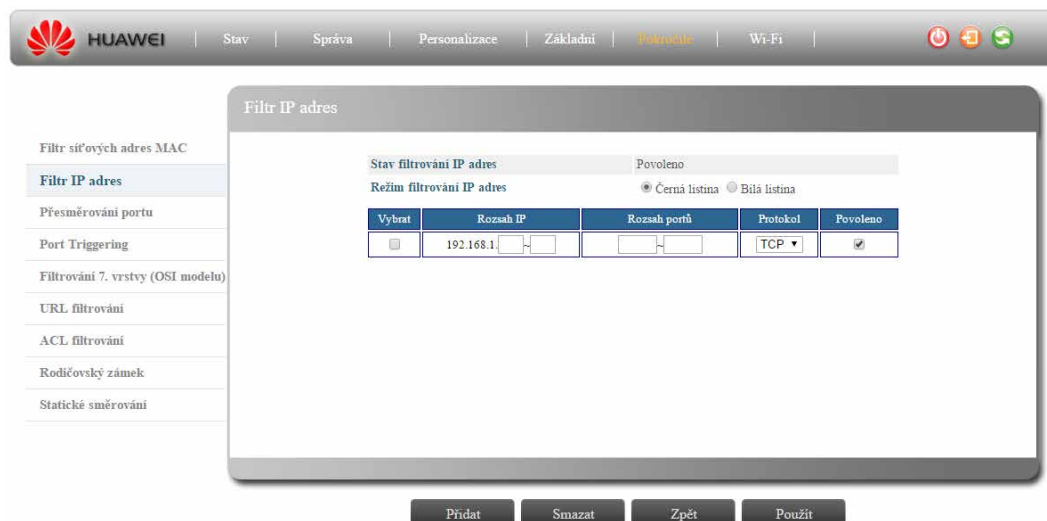 HUAWEI | Stav | Správa | Personalizace | Základní | Pokročilé | Wi-Fi |
Filtr IP adres
Filtr síťových adres MAC
Filtr IP adres
Přesměrování portu
Port Triggering
Filtrování 7. vrstvy (OSI modelu)
URL filtrování
ACL filtrování
Rodičovský zámek
Statické směrování
Stav filtrování IP adres Povoleno
Režim filtrování IP adres Černá listina Bílá listina
Vybrat Rozsah IP Rozsah portů Protokol Povoleno
192.168.1. ~ ~ TCP
Přidat Smazat Zpět Použít